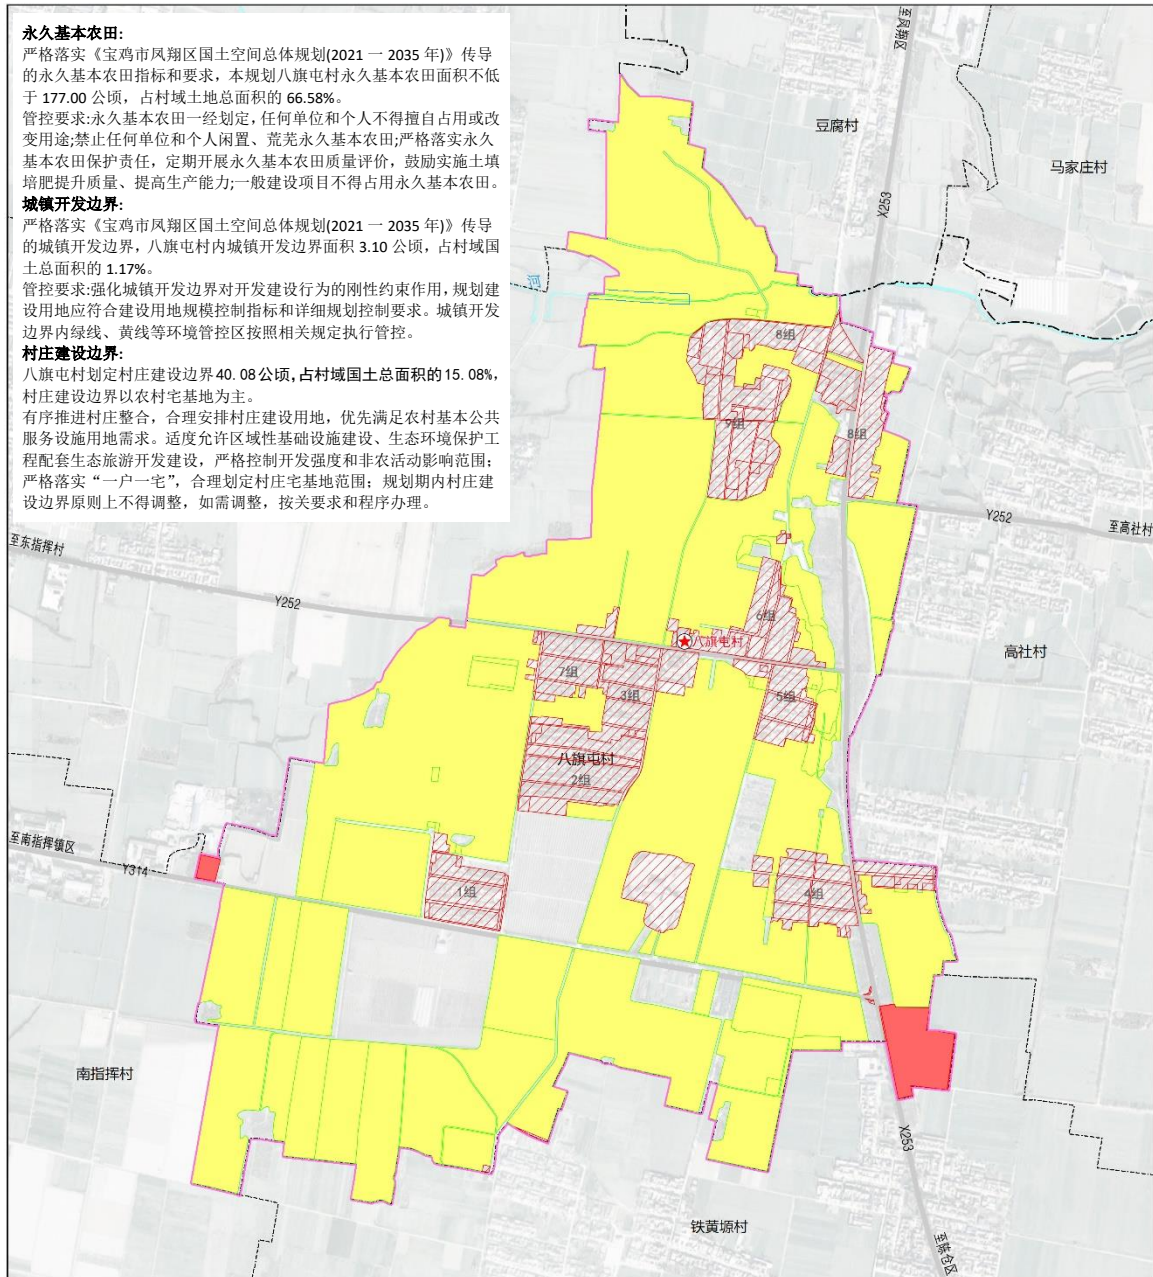 永久基本农田:
严格落实《宝鸡市凤翔区国土空间总体规划(2021 一 2035 年)》传导
的永久基本农田指标和要求，本规划八旗屯村永久基本农田面积不低
于 177.00 公顷，占村域土地总面积的 66.58%。
管控要求:永久基本农田一经划定，任何单位和个人不得擅自占用或改
变用途;禁止任何单位和个人闲置、荒芜永久基本农田;严格落实永久
基本农田保护责任，定期开展永久基本农田质量评价，鼓励实施土填
培肥提升质量、提高生产能力;一般建设项目不得占用永久基本农田。
城镇开发边界:
严格落实《宝鸡市凤翔区国土空间总体规划(2021 一 2035 年)》传导
的城镇开发边界，八旗屯村内城镇开发边界面积 3.10 公顷，占村域国
土总面积的 1.17%。
管控要求:强化城镇开发边界对开发建设行为的刚性约束作用，规划建
设用地应符合建设用地规模控制指标和详细规划控制要求。城镇开发
边界内绿线、黄线等环境管控区按照相关规定执行管控。
村庄建设边界:
八旗屯村划定村庄建设边界40.08公顷，占村域国土总面积的15.08%，
村庄建设边界以农村宅基地为主。
有序推进村庄整合，合理安排村庄建设用地，优先满足农村基本公共
服务设施用地需求。适度允许区域性基础设施建设、生态环境保护工
程配套生态旅游开发建设，严格控制开发强度和非农活动影响范围；
严格落实“一户一宅”，合理划定村庄宅基地范围；规划期内村庄建
设边界原则上不得调整，如需调整，按关要求和程序办理。
至凤翔区
豆腐村
马家庄村
X253
河
8组
9组
8组
Y252
至高社村
至东指挥村
Y252
6组
八旗屯村
高社村
7组
3组
5组
八旗屯村
2组
至南指挥镇区
Y314
1组
4组
南指挥村
X253
铁黄塬村
至陈仓区